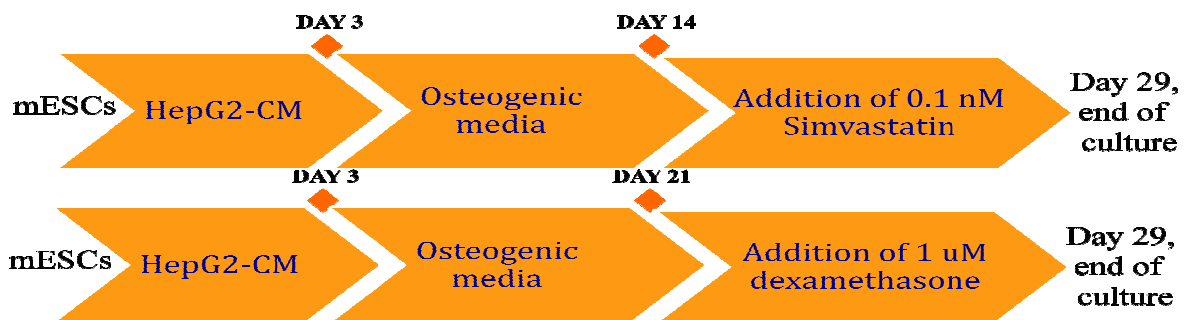 DAY 3
DAY 14
mESCs
HepG2-CM
Osteogenic
media
Addition of 0.1 nM
Simvastatin
Day 29,
end of
culture
DAY 3
DAY 21
mESCs
HepG2-CM
Osteogenic
media
Addition of 1 uM
dexamethasone
Day 29,
end of
culture